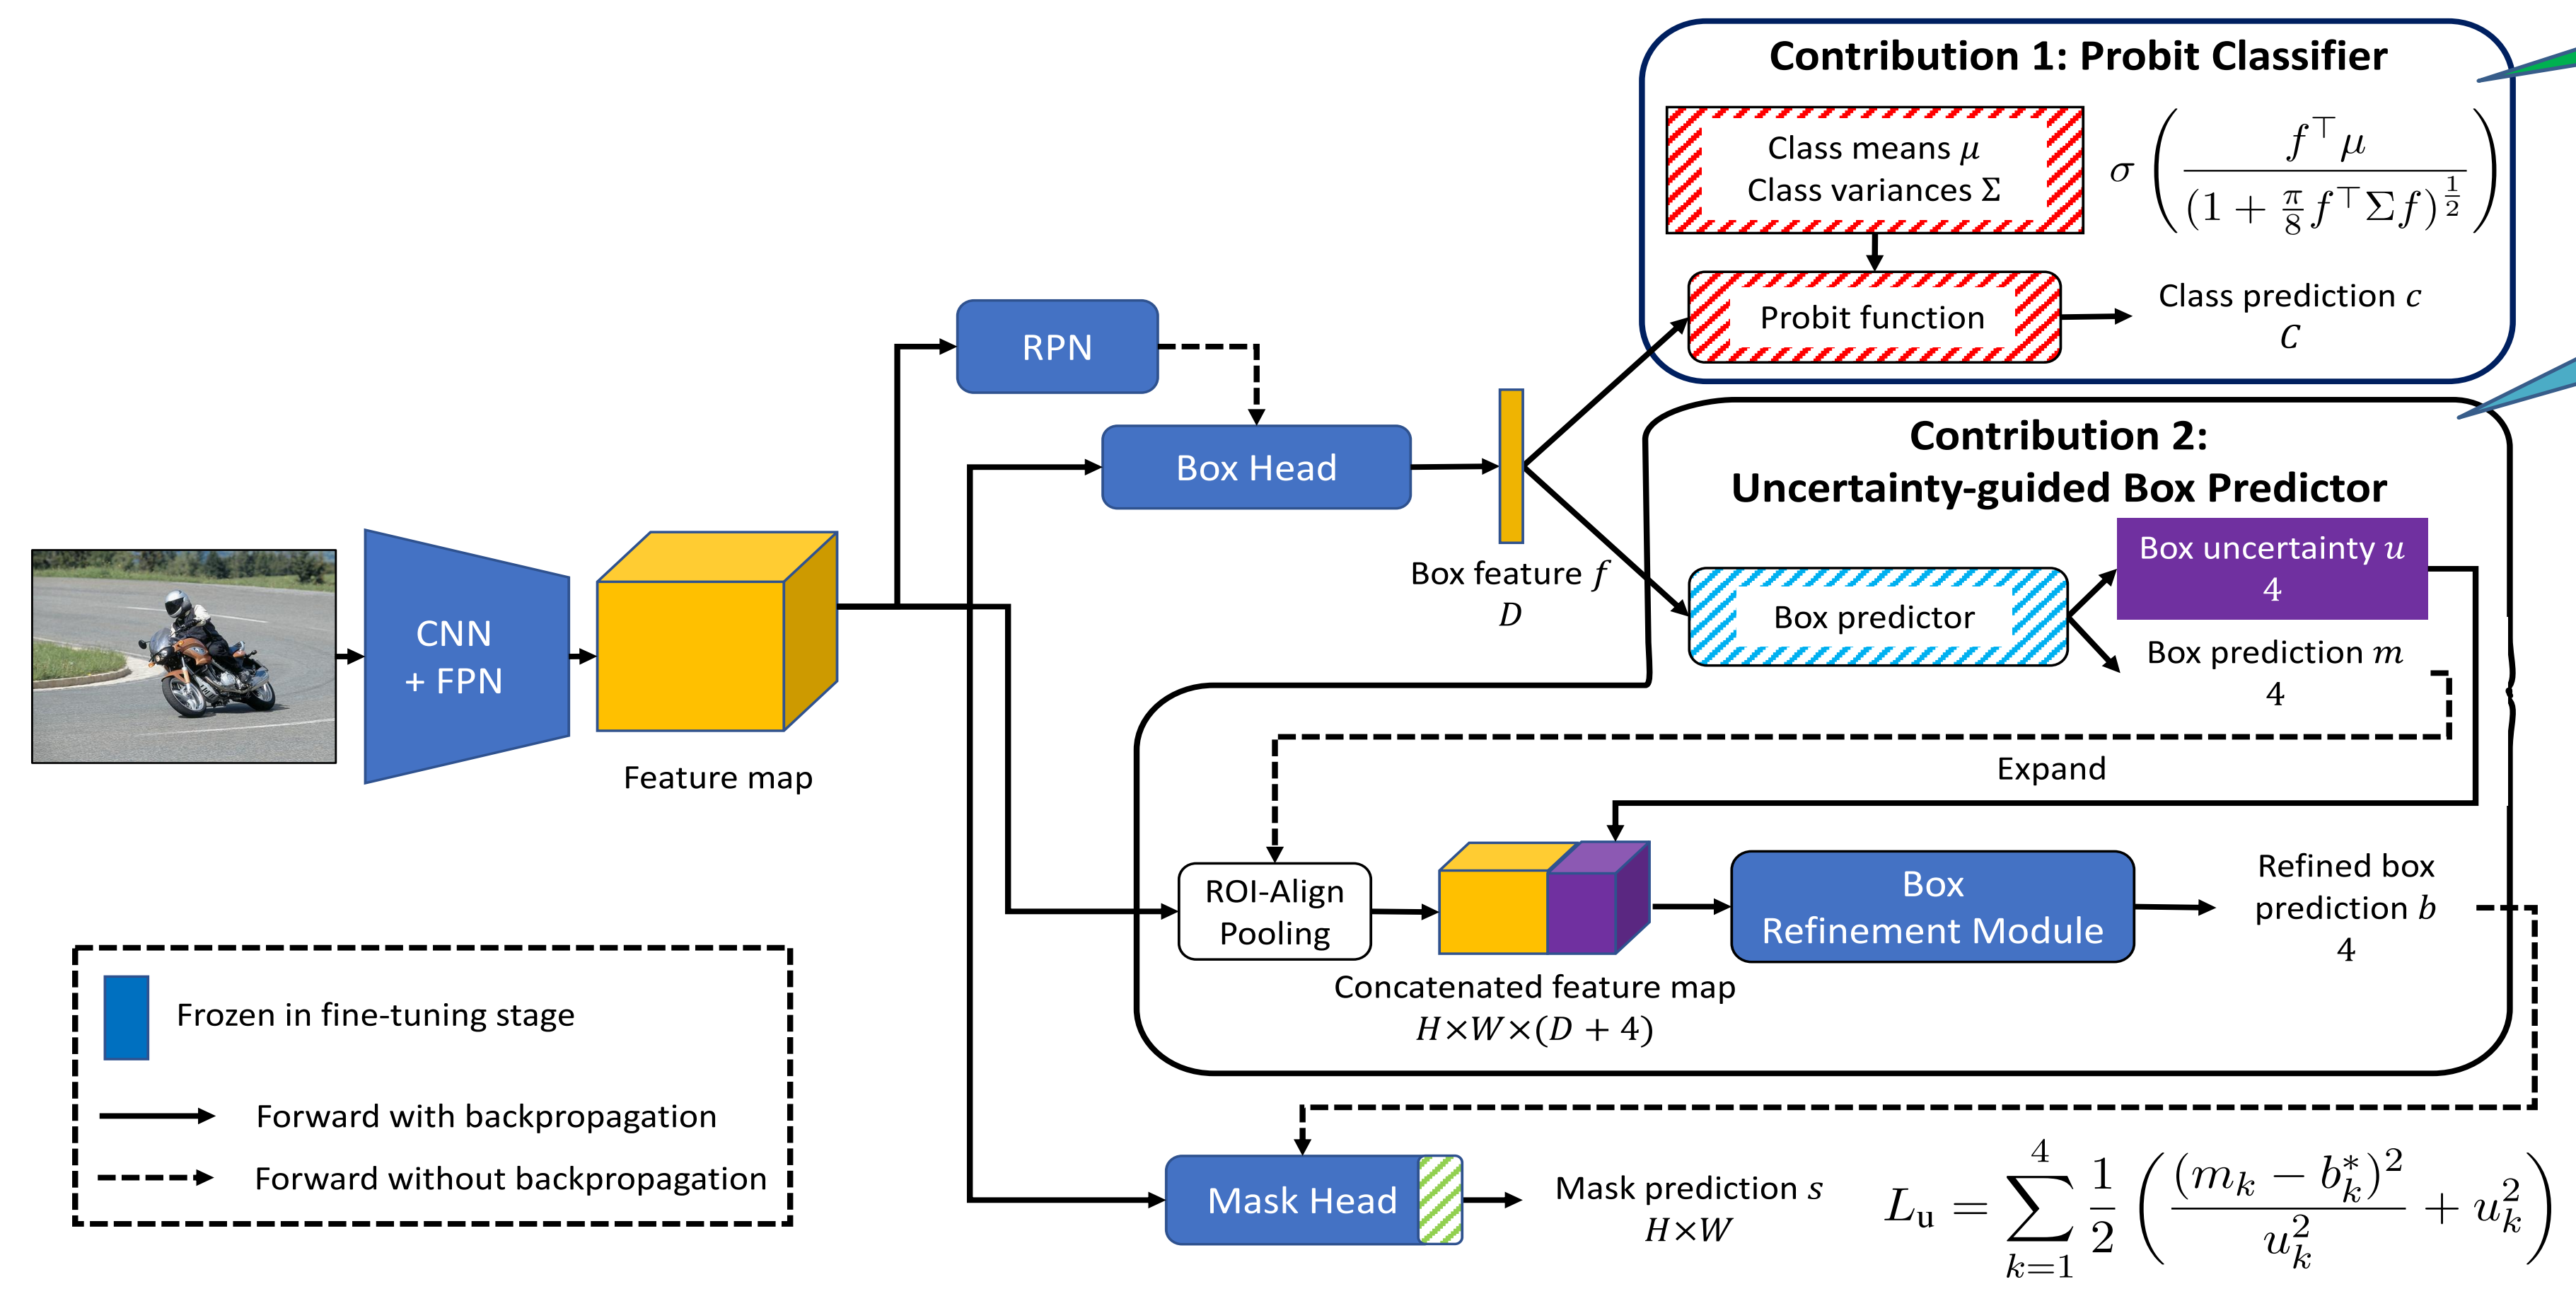 Contribution 1: Probit Classifier
Class means μ
Class variances Σ
σ ( f⊤μ / (1 + π/8 f⊤Σf)^{1/2} )
Probit function
Class prediction c
C
RPN
Box Head
Box feature f
D
Contribution 2:
Uncertainty-guided Box Predictor
Box uncertainty u
4
Box predictor
Box prediction m
4
CNN
+ FPN
Feature map
Expand
ROI-Align
Pooling
Concatenated feature map
H×W×(D + 4)
Box
Refinement Module
Refined box
prediction b
4
Frozen in fine-tuning stage
Forward with backpropagation
Forward without backpropagation
Mask Head
Mask prediction s
H×W
L_u = ∑_{k=1}^{4} 1/2 ( (m_k − b_k^*)^2 / u_k^2 + u_k^2 )